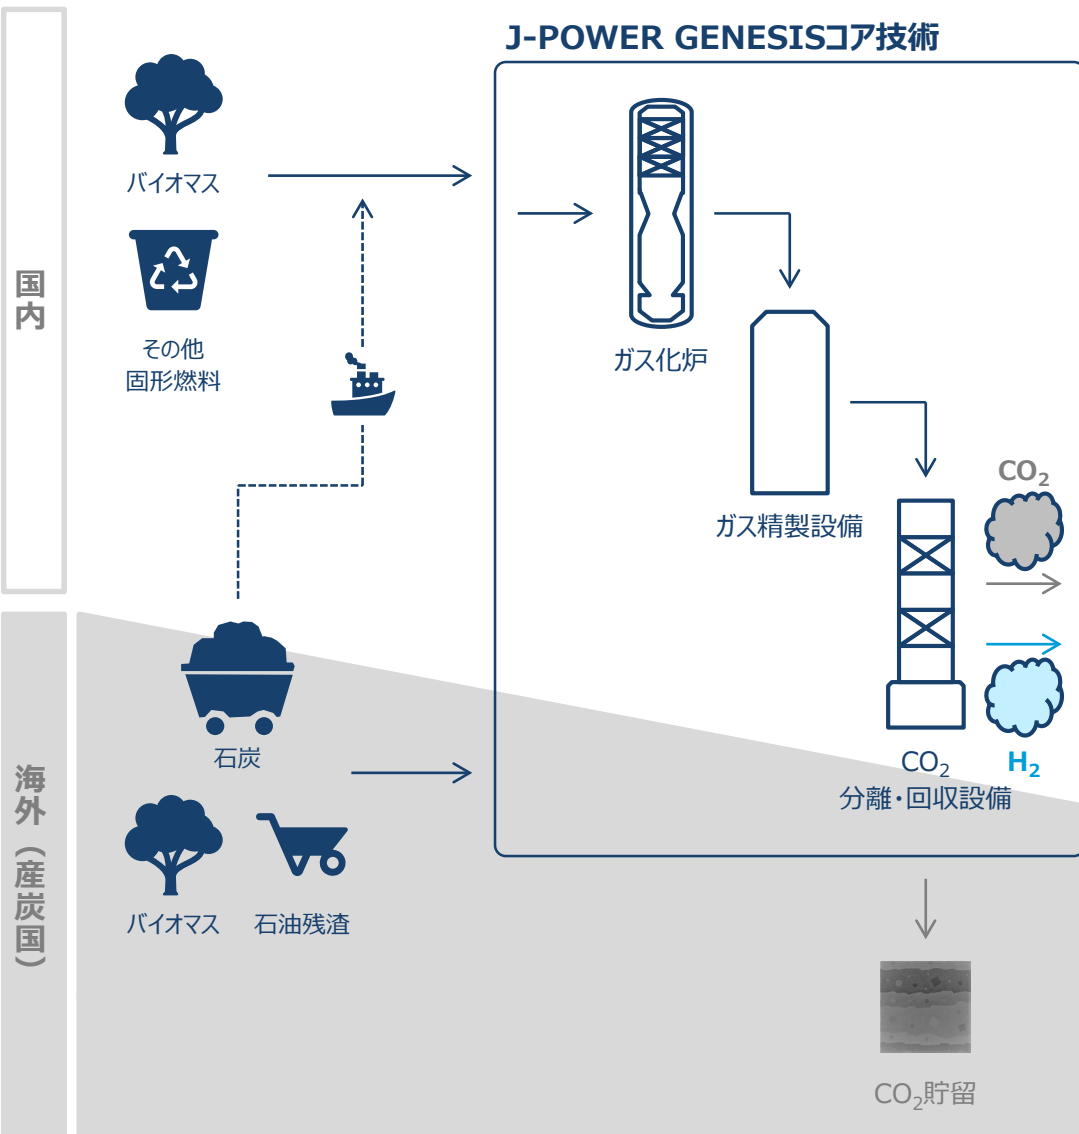 J-POWER GENESISコア技術
国内
バイオマス
その他
固形燃料
ガス化炉
ガス精製設備
CO₂
H₂
CO₂
分離・回収設備
海外（産炭国）
石炭
バイオマス
石油残渣
CO₂貯留